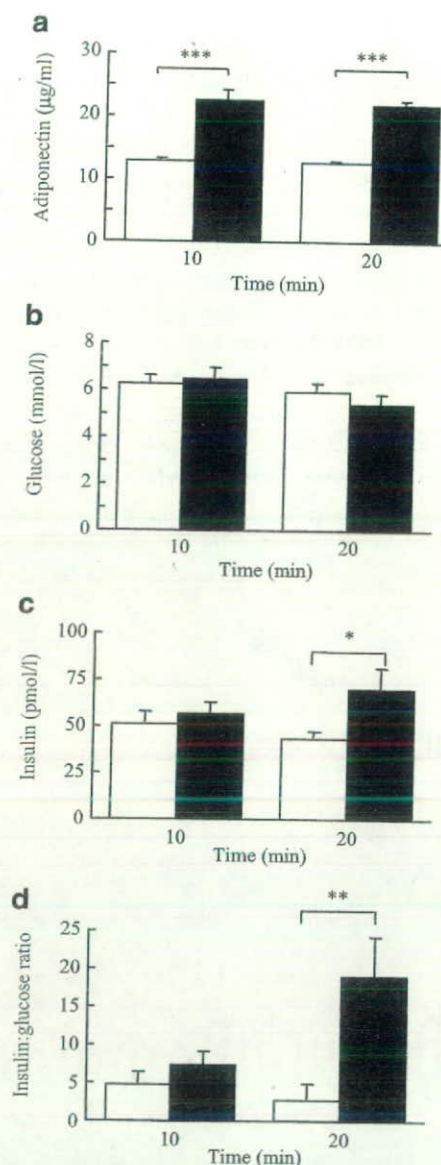 a
***
***
30
20
10
0
Adiponectin (µg/ml)
10
20
Time (min)
b
8
6
4
2
0
Glucose (mmol/l)
10
20
Time (min)
c
*
100
75
50
25
0
Insulin (pmol/l)
10
20
Time (min)
d
**
25
20
15
10
5
0
Insulin:glucose ratio
10
20
Time (min)